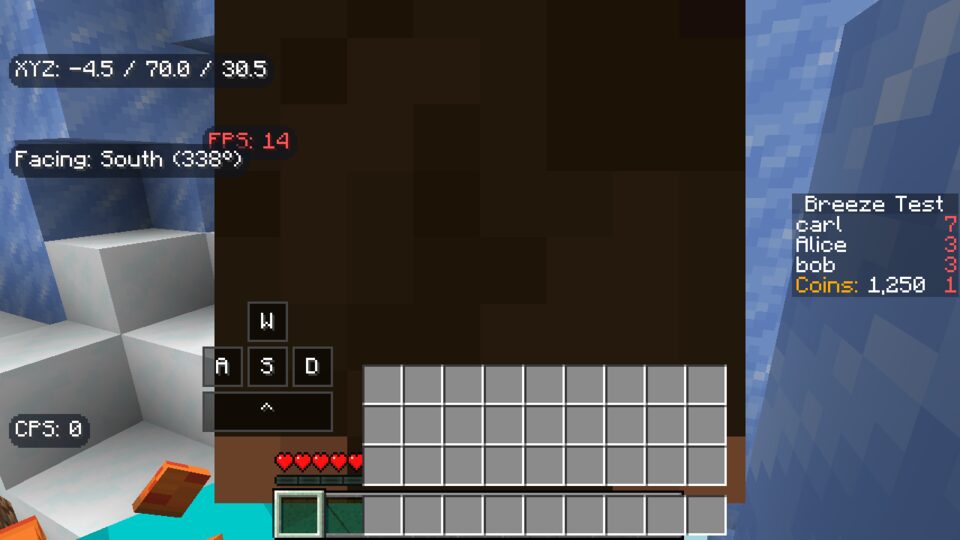 XYZ: -4.5 / 70.0 / 30.5
FPS: 14
Facing: South (338º)
Breeze Test
carl 7
Alice 3
bob 3
Coins: 1,250 1
W
A S D
^
CPS: 0